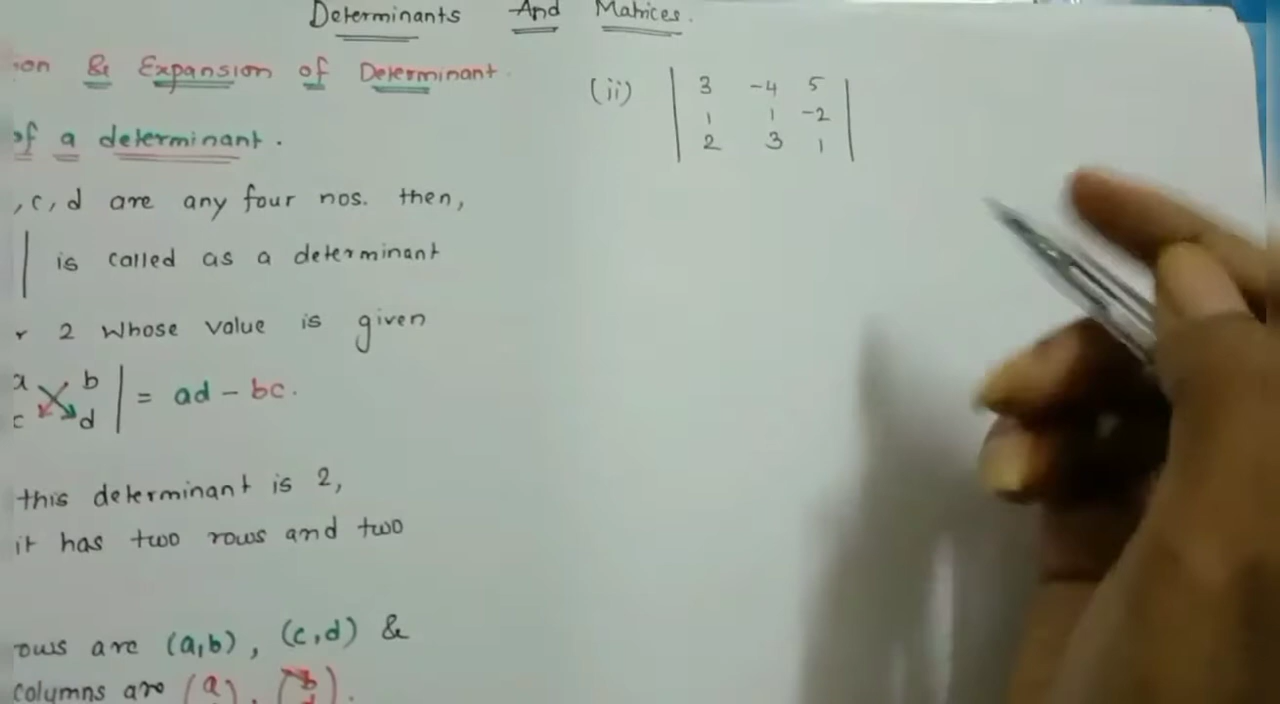 Determinants And Matrices.
ion & Expansion of Determinant.
of a determinant.
, c, d are any four nos. then,
| is called as a determinant
r 2 whose value is given
a b
c d | = ad - bc.
this determinant is 2,
it has two rows and two
ows are (a,b), (c,d) &
columns are (a), (b).
(ii) | 3 -4 5 |
| 1 1 -2 |
| 2 3 1 |